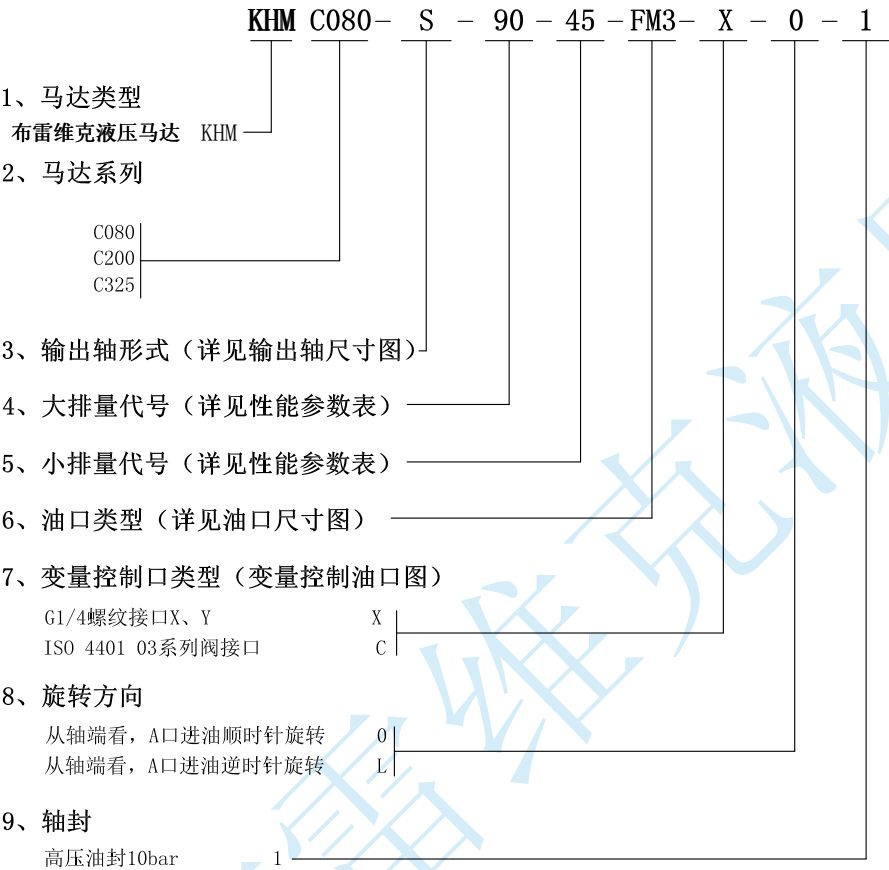 KHM C080- S - 90 - 45 -FM3- X - 0 - 1
1、马达类型
布雷维克液压马达 KHM
2、马达系列
C080
C200
C325
3、输出轴形式（详见输出轴尺寸图）
4、大排量代号（详见性能参数表）
5、小排量代号（详见性能参数表）
6、油口类型（详见油口尺寸图）
7、变量控制口类型（变量控制油口图）
G1/4螺纹接口X、Y X
ISO 4401 03系列阀接口 C
8、旋转方向
从轴端看，A口进油顺时针旋转 0
从轴端看，A口进油逆时针旋转 L
9、轴封
高压油封10bar 1
雷维克液